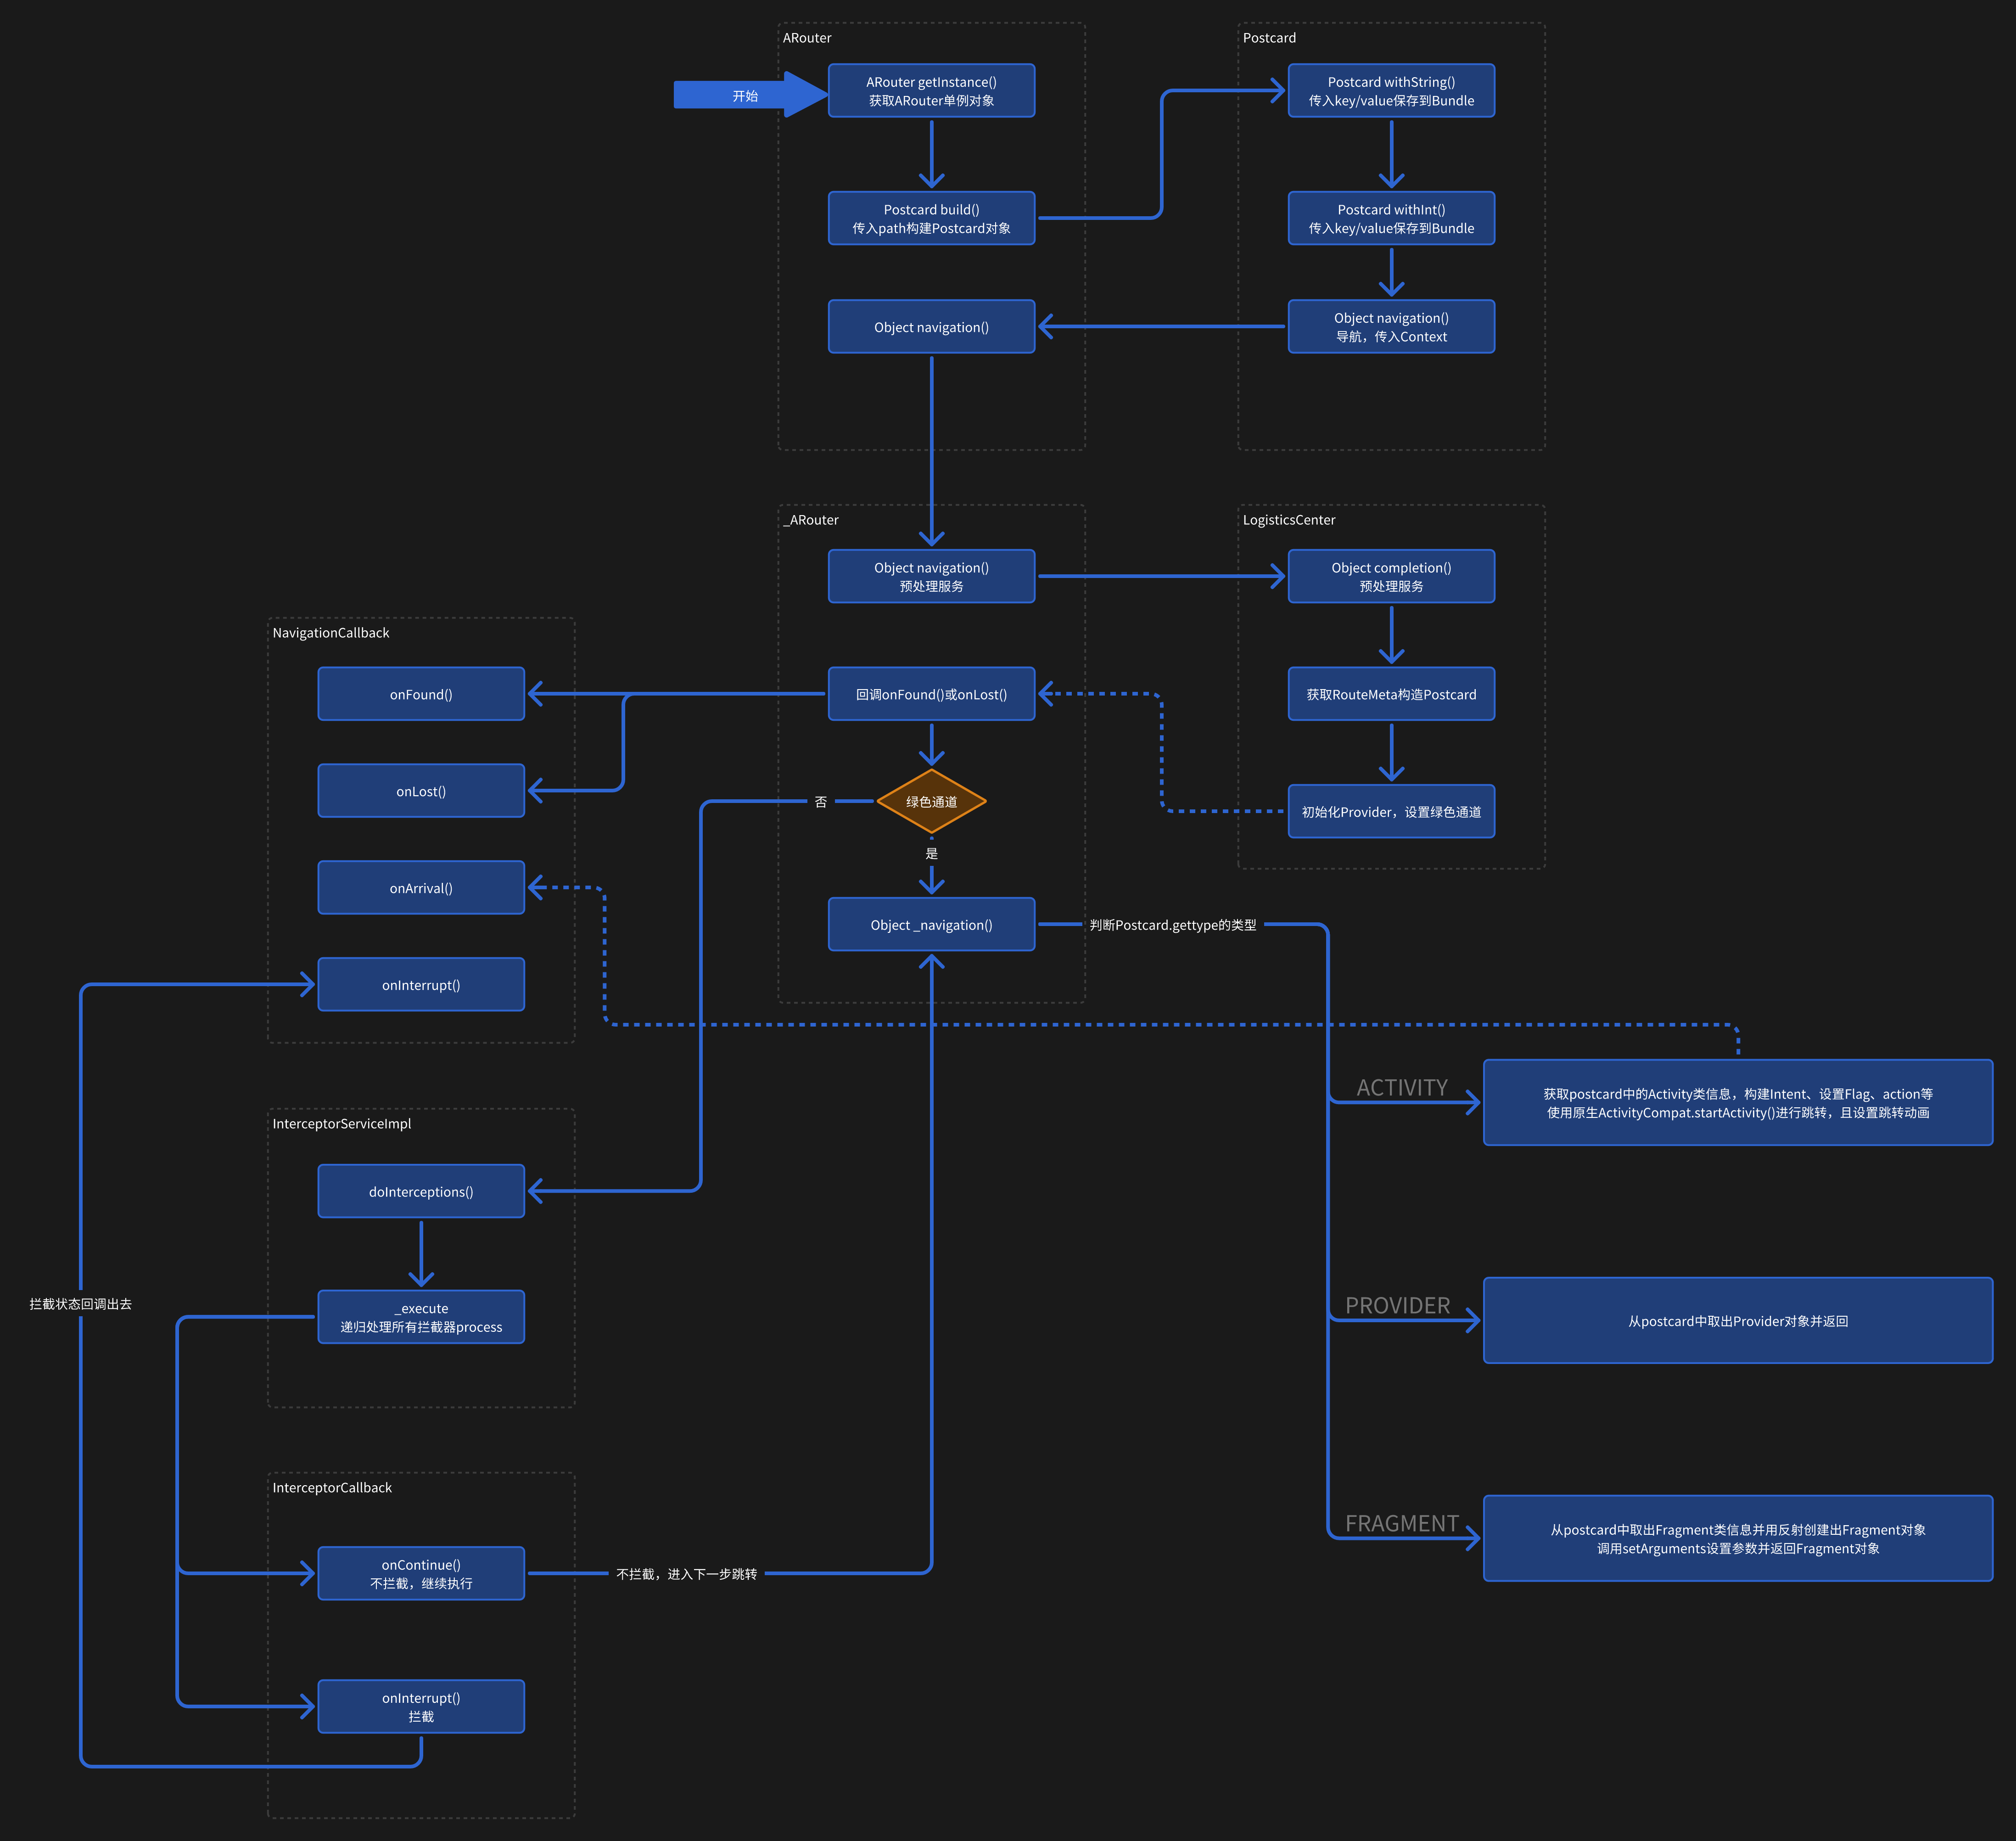 ARouter
开始
ARouter getInstance()
获取ARouter单例对象
Postcard build()
传入path构建Postcard对象
Object navigation()
Postcard
Postcard withString()
传入key/value保存到Bundle
Postcard withInt()
传入key/value保存到Bundle
Object navigation()
导航，传入Context
_ARouter
Object navigation()
预处理服务
回调onFound()或onLost()
绿色通道
否
是
Object _navigation()
判断Postcard.gettype的类型
LogisticsCenter
Object completion()
预处理服务
获取RouteMeta构造Postcard
初始化Provider，设置绿色通道
NavigationCallback
onFound()
onLost()
onArrival()
onInterrupt()
ACTIVITY
获取postcard中的Activity类信息，构建Intent、设置Flag、action等
使用原生ActivityCompat.startActivity()进行跳转，且设置跳转动画
PROVIDER
从postcard中取出Provider对象并返回
FRAGMENT
从postcard中取出Fragment类信息并用反射创建出Fragment对象
调用setArguments设置参数并返回Fragment对象
InterceptorServiceImpl
doInterceptions()
_execute
递归处理所有拦截器process
拦截状态回调出去
InterceptorCallback
onContinue()
不拦截，继续执行
不拦截，进入下一步跳转
onInterrupt()
拦截